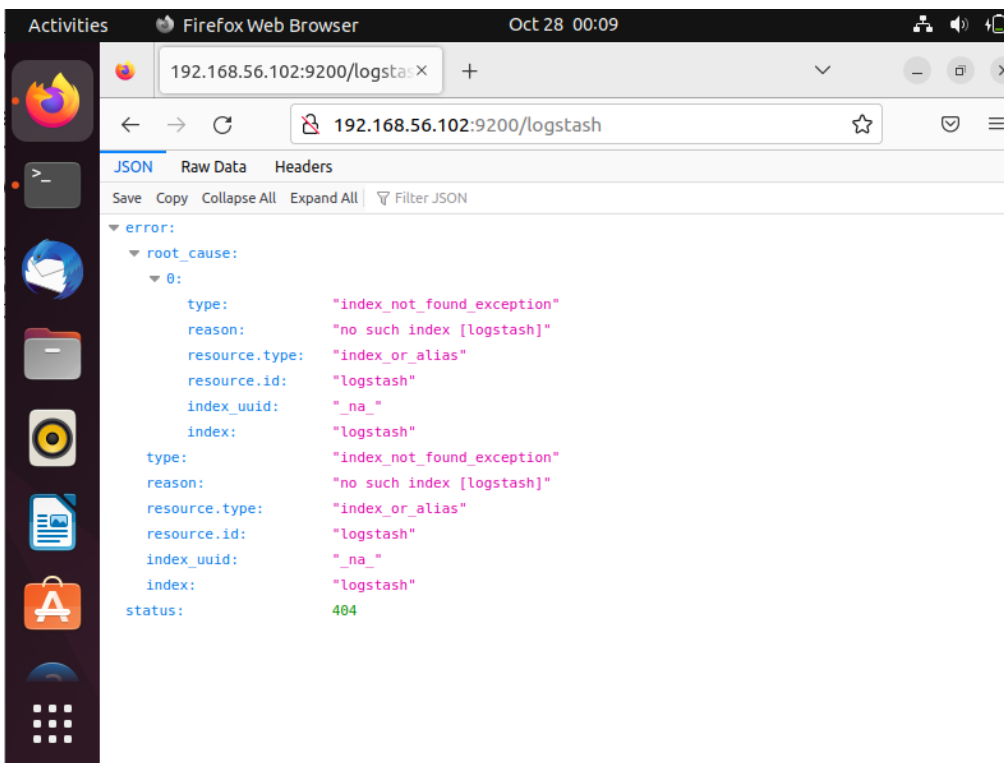 Activities Firefox Web Browser Oct 28 00:09
192.168.56.102:9200/logstas
192.168.56.102:9200/logstash
JSON Raw Data Headers
Save Copy Collapse All Expand All Filter JSON
error:
root_cause:
0:
type: "index_not_found_exception"
reason: "no such index [logstash]"
resource.type: "index_or_alias"
resource.id: "logstash"
index_uuid: "_na_"
index: "logstash"
type: "index_not_found_exception"
reason: "no such index [logstash]"
resource.type: "index_or_alias"
resource.id: "logstash"
index_uuid: "_na_"
index: "logstash"
status: 404